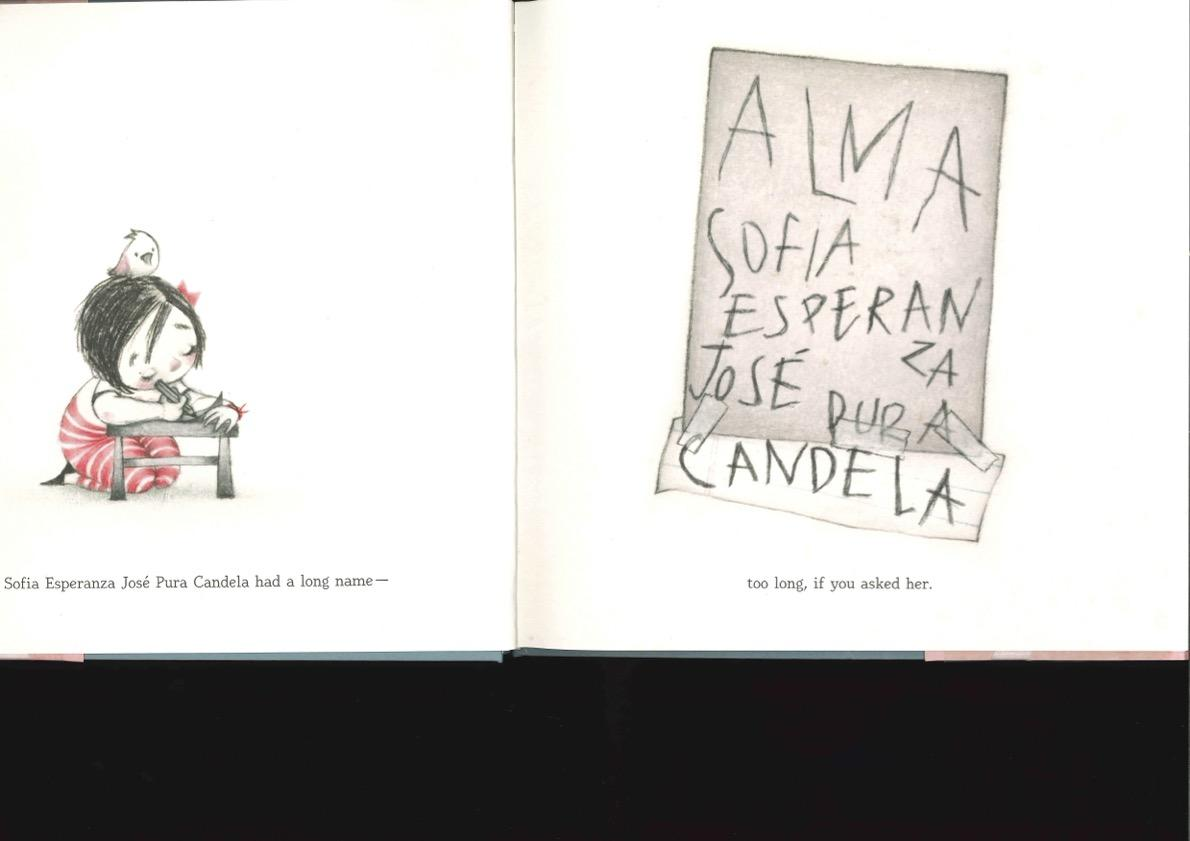 Sofia Esperanza José Pura Candela had a long name—
ALMA
SOFIA
ESPERAN
ZA
JOSÉ
PURA
CANDELA
too long, if you asked her.